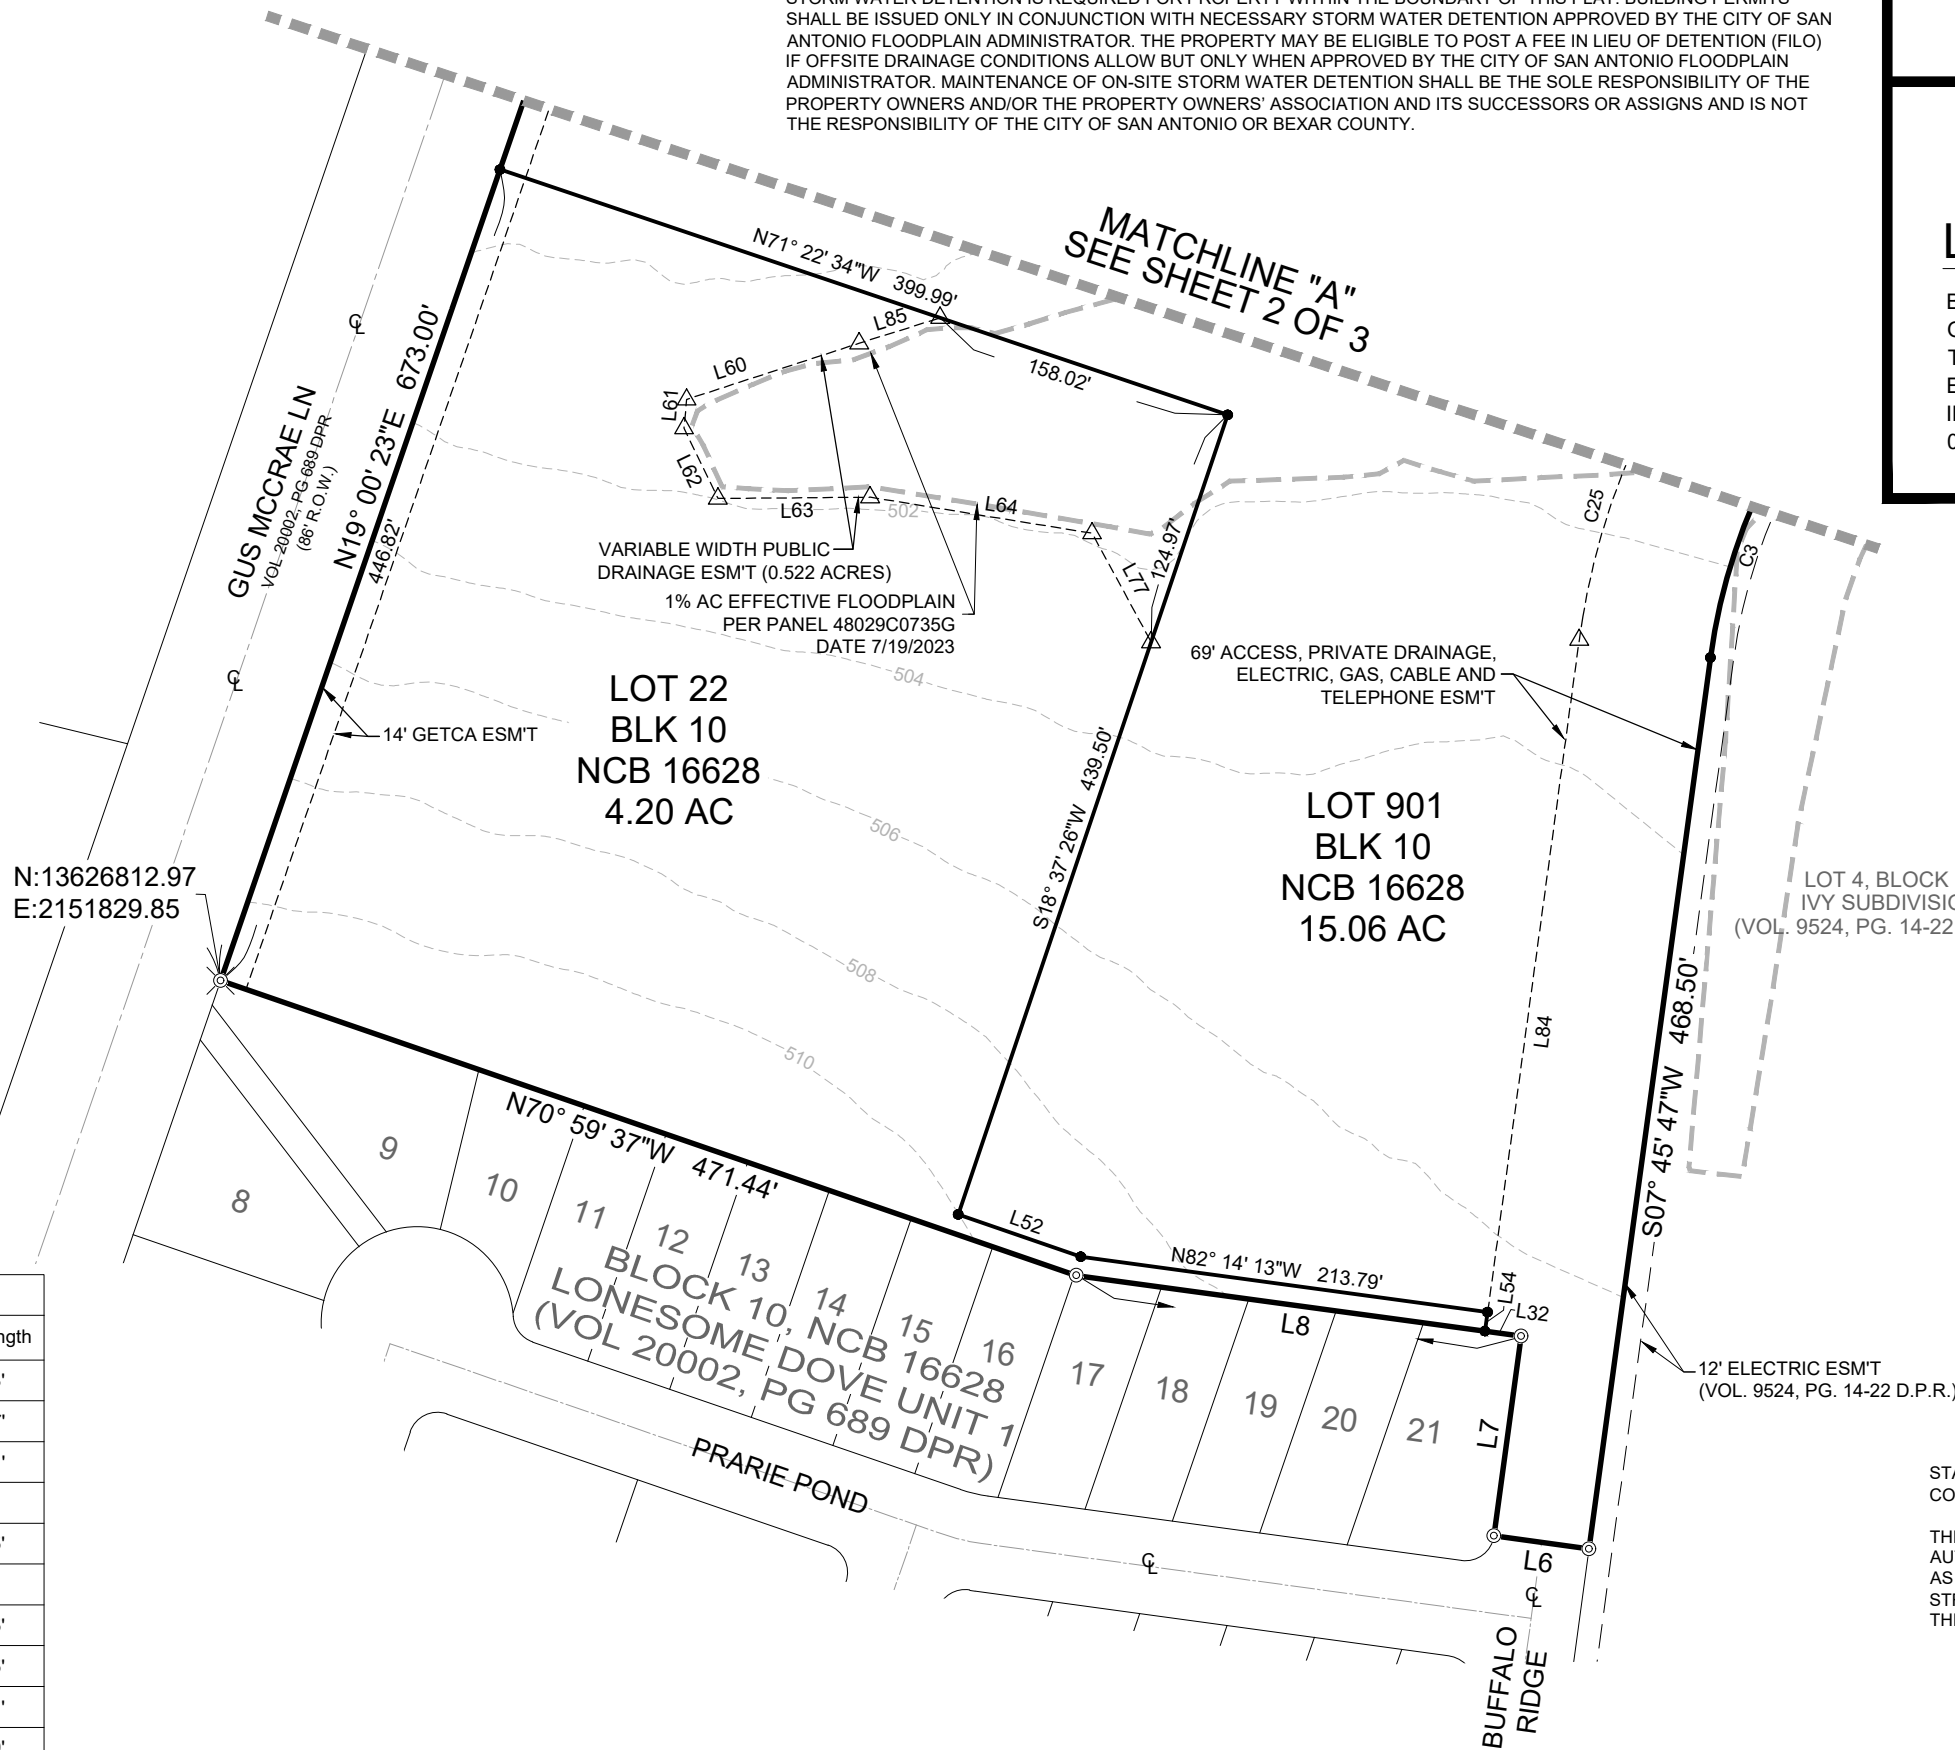 SHALL BE ISSUED ONLY IN CONJUNCTION WITH NECESSARY STORM WATER DETENTION APPROVED BY THE CITY OF SAN
ANTONIO FLOODPLAIN ADMINISTRATOR. THE PROPERTY MAY BE ELIGIBLE TO POST A FEE IN LIEU OF DETENTION (FILO)
IF OFFSITE DRAINAGE CONDITIONS ALLOW BUT ONLY WHEN APPROVED BY THE CITY OF SAN ANTONIO FLOODPLAIN
ADMINISTRATOR. MAINTENANCE OF ON-SITE STORM WATER DETENTION SHALL BE THE SOLE RESPONSIBILITY OF THE
PROPERTY OWNERS AND/OR THE PROPERTY OWNERS' ASSOCIATION AND ITS SUCCESSORS OR ASSIGNS AND IS NOT
THE RESPONSIBILITY OF THE CITY OF SAN ANTONIO OR BEXAR COUNTY.
MATCHLINE "A"
SEE SHEET 2 OF 3
N71° 22' 34"W 399.99'
158.02'
L85
L60
L61
L62
L63
L64
L77
124.97'
C25
C3
502
VARIABLE WIDTH PUBLIC
DRAINAGE ESM'T (0.522 ACRES)
1% AC EFFECTIVE FLOODPLAIN
PER PANEL 48029C0735G
DATE 7/19/2023
GUS MCCRAE LN
VOL 20002, PG 689 DPR
(86' R.O.W.)
N19° 00' 23"E 673.00'
446.82'
℄
℄
14' GETCA ESM'T
69' ACCESS, PRIVATE DRAINAGE,
ELECTRIC, GAS, CABLE AND
TELEPHONE ESM'T
504
LOT 22
BLK 10
NCB 16628
4.20 AC
506
S18° 37' 26"W 439.50'
LOT 901
BLK 10
NCB 16628
15.06 AC
LOT 4, BLOCK
(VOL. 9524, PG. 14-22
N:13626812.97
E:2151829.85
508
510
L84
S07° 45' 47"W 468.50'
N70° 59' 37"W 471.44'
L52
N82° 14' 13"W 213.79'
L54
L32
L8
L7
L6
8
9
10
11
12
13
14
15
16
17
18
19
20
21
BLOCK 10, NCB 16628
LONESOME DOVE UNIT 1
(VOL 20002, PG 689 DPR)
PRARIE POND
℄
℄
BUFFALO
RIDGE
12' ELECTRIC ESM'T
(VOL. 9524, PG. 14-22 D.P.R.)